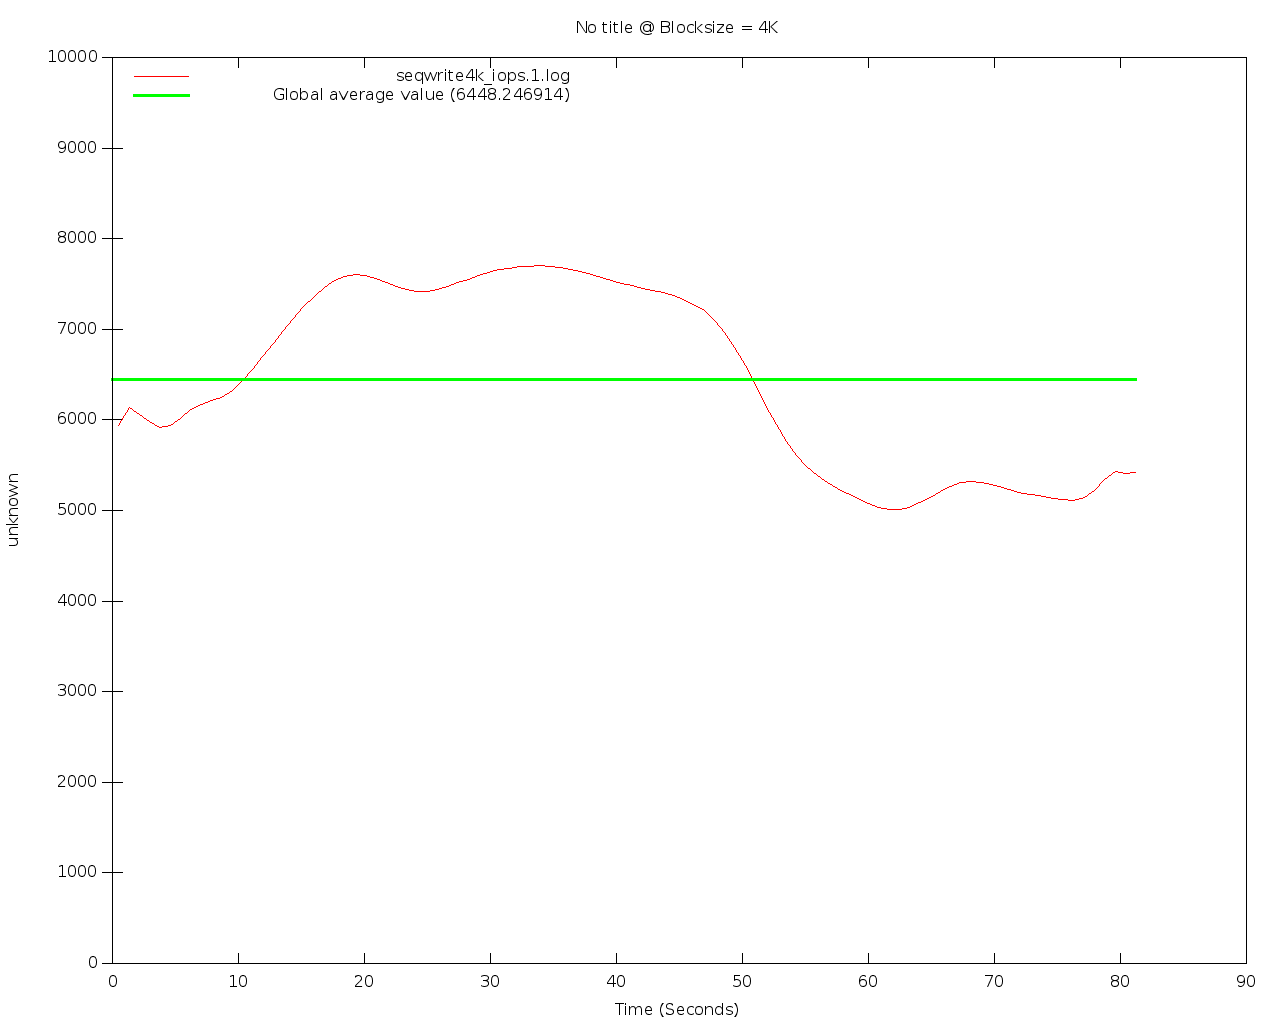 No title @ Blocksize = 4K
seqwrite4k_iops.1.log
Global average value (6448.246914)
10000
9000
8000
7000
6000
5000
4000
3000
2000
1000
0
unknown
0 10 20 30 40 50 60 70 80 90
Time (Seconds)